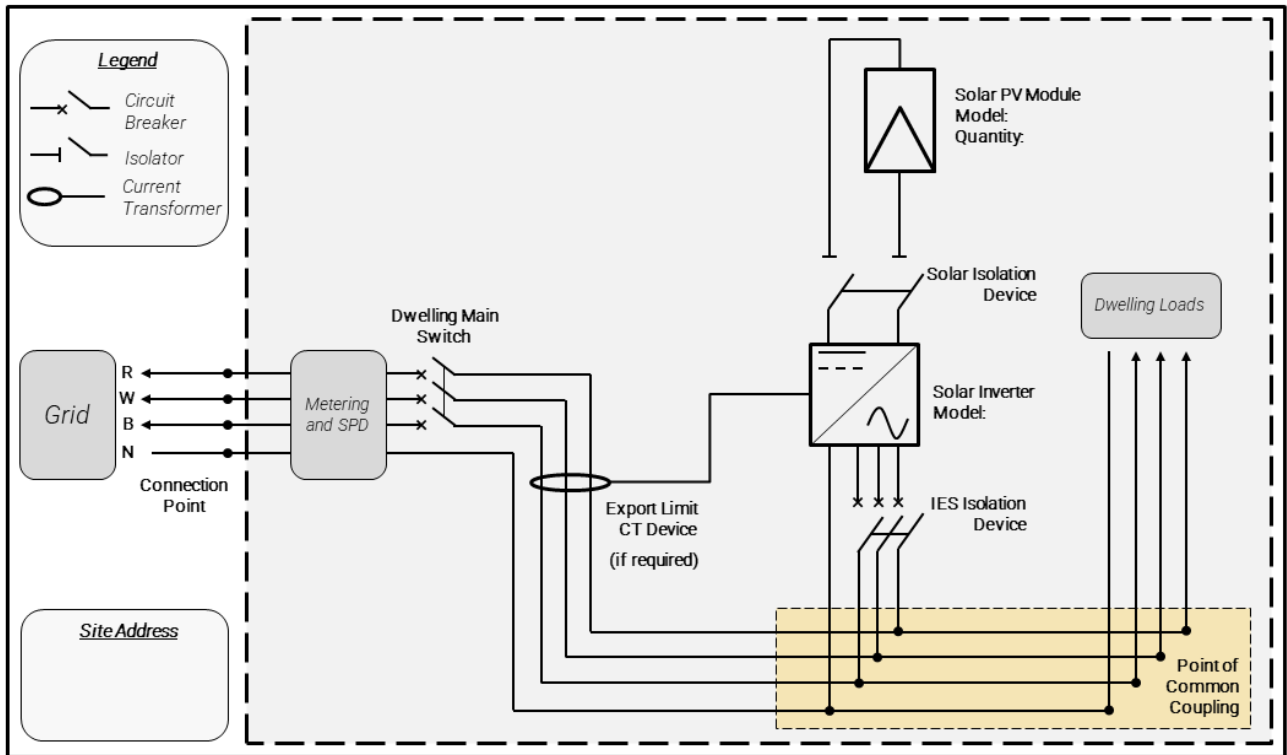 Legend
Circuit
Breaker
Isolator
Current
Transformer
Solar PV Module
Model:
Quantity:
Solar Isolation
Device
Dwelling Loads
Dwelling Main
Switch
Grid
R
W
B
N
Metering
and SPD
Solar Inverter
Model:
Connection
Point
Export Limit
CT Device
(if required)
IES Isolation
Device
Site Address
Point of
Common
Coupling